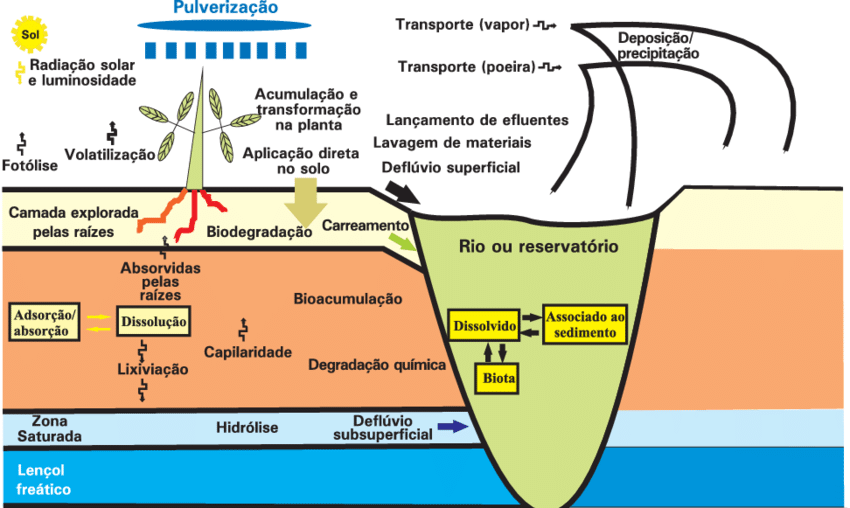 Pulverização
Sol
Radiação solar
e luminosidade
Transporte (vapor)
Deposição/
precipitação
Transporte (poeira)
Acumulação e
transformação
na planta
Lançamento de efluentes
Lavagem de materiais
Deflúvio superficial
Fotólise
Volatilização
Aplicação direta
no solo
Camada explorada
pelas raízes
Biodegradação
Carreamento
Rio ou reservatório
Absorvidas
pelas
raízes
Bioacumulação
Adsorção/
absorção
Dissolução
Dissolvido
Associado ao
sedimento
Capilaridade
Lixiviação
Degradação química
Biota
Zona
Saturada
Hidrólise
Deflúvio
subsuperficial
Lençol
freático